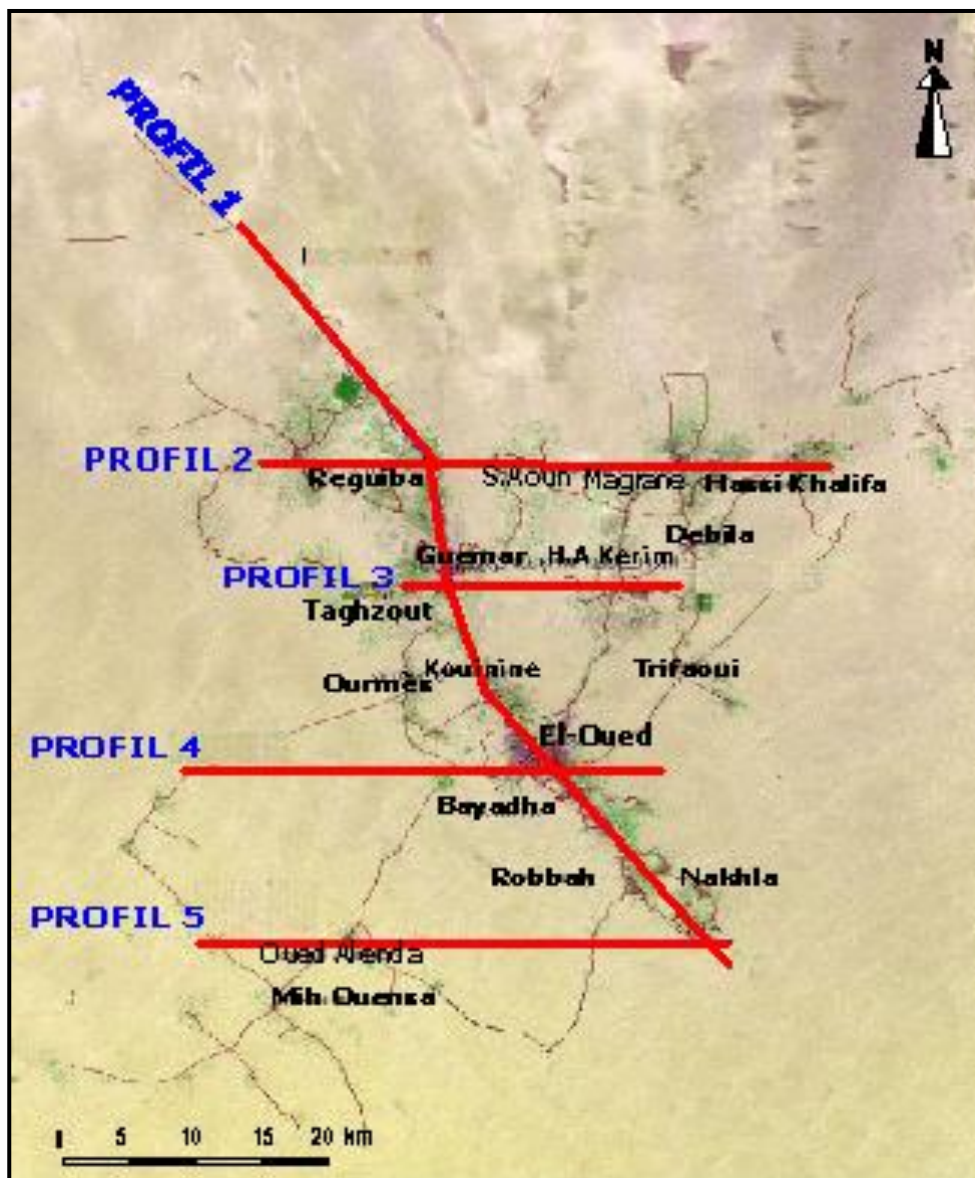 N
PROFIL 1
PROFIL 2
Reguiba
S.Aoun
Magrane
Hassi Khalifa
Debila
Guemar
H.A Kerim
PROFIL 3
Taghzout
Kouinine
Ourmes
Trifaoui
El-Oued
PROFIL 4
Bayadha
Robbah
Nakhla
PROFIL 5
Oued Alenda
Mih Ouensa
5 10 15 20 km